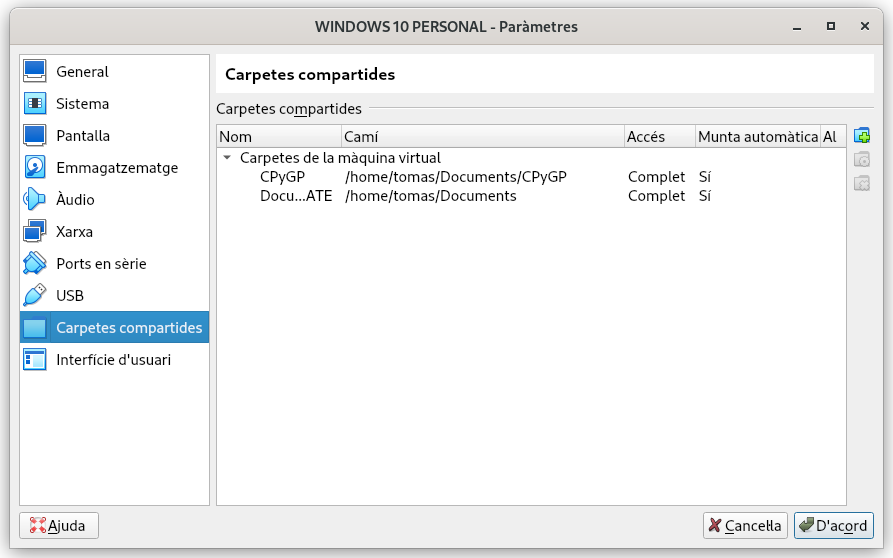 WINDOWS 10 PERSONAL - Paràmetres
General
Sistema
Pantalla
Emmagatzematge
Àudio
Xarxa
Ports en sèrie
USB
Carpetes compartides
Interfície d'usuari
Carpetes compartides
Carpetes compartides
Nom Camí Accés Munta automàtica Al
Carpetes de la màquina virtual
CPyGP /home/tomas/Documents/CPyGP Complet Sí
Docu...ATE /home/tomas/Documents Complet Sí
Ajuda Cancel·la D'acord